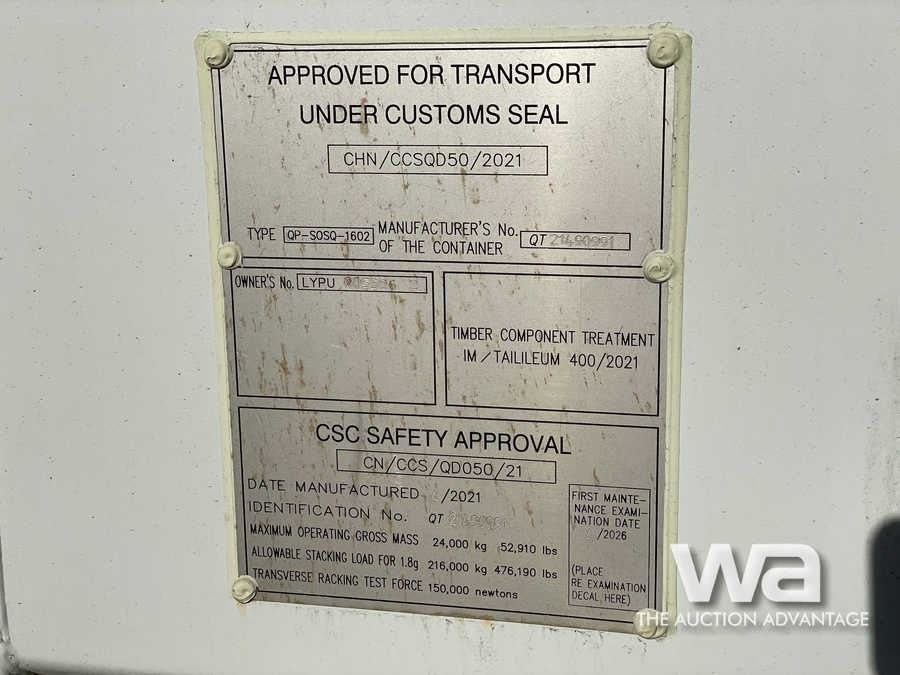 APPROVED FOR TRANSPORT
UNDER CUSTOMS SEAL
CHN/CCSQD50/2021
TYPE QP-SOSQ-1602 MANUFACTURER'S No.
OF THE CONTAINER QT 21490991
OWNER'S No. LYPU
TIMBER COMPONENT TREATMENT
IM/TAILILEUM 400/2021
CSC SAFETY APPROVAL
CN/CCS/QD050/21
DATE MANUFACTURED /2021
IDENTIFICATION No. QT
MAXIMUM OPERATING GROSS MASS 24,000 kg 52,910 lbs
ALLOWABLE STACKING LOAD FOR 1.8g 216,000 kg 476,190 lbs
TRANSVERSE RACKING TEST FORCE 150,000 newtons
FIRST MAINTE-
NANCE EXAMI-
NATION DATE
/2026
(PLACE
RE EXAMINATION
DECAL HERE)
wa
THE AUCTION ADVANTAGE